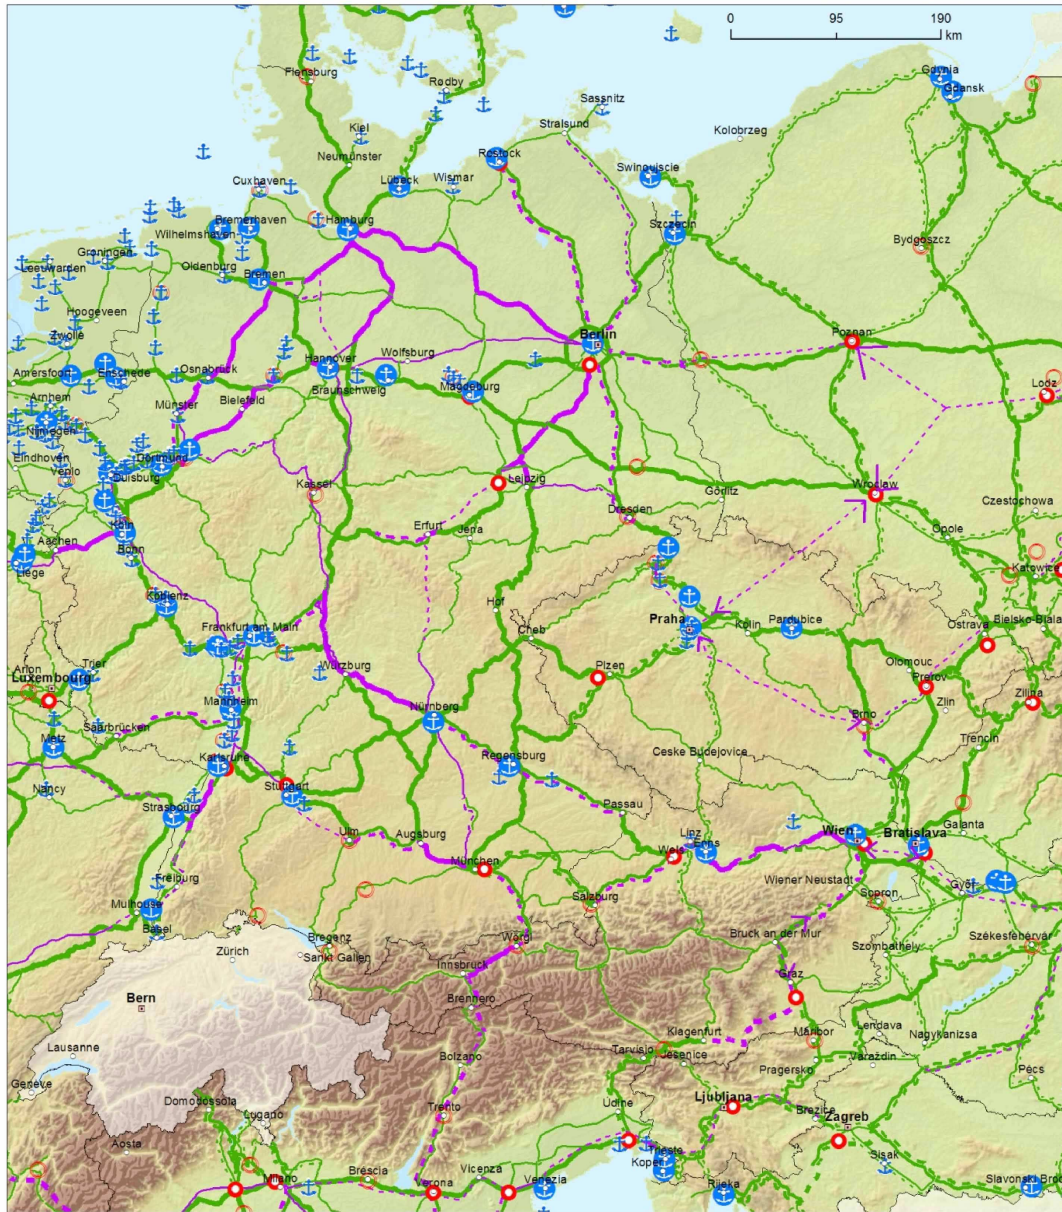 0 95 190
km
Gdynia
Gdansk
Flensburg
Rødby
Sassnitz
Stralsund
Kolobrzeg
Kiel
Neumünster
Rostock
Swinoujscie
Cuxhaven
Lübeck
Wismar
Bremerhaven
Hamburg
Wilhelmshaven
Szczecin
Bydgoszcz
Groningen
Leeuwarden
Oldenburg
Bremen
Hoogeveen
Zwolle
Berlin
Poznan
Hannover
Wolfsburg
Amersfoort
Enschede
Osnabrück
Braunschweig
Magdeburg
Lodz
Arnhem
Münster
Bielefeld
Nijmegen
Eindhoven
Dortmund
Venlo
Duisburg
Kassel
Leipzig
Görlitz
Wroclaw
Czestochowa
Dresden
Köln
Erfurt
Jena
Opole
Aachen
Bonn
Liège
Katowice
Koblenz
Hof
Praha
Kolin
Pardubice
Ostrava
Bielsko-Biala
Frankfurt am Main
Cheb
Trier
Arlon
Luxembourg
Würzburg
Plzen
Olomouc
Prerov
Mannheim
Nürnberg
Zilina
Zlin
Saarbrücken
Brno
Metz
Trencin
Karlsruhe
Regensburg
Ceske Budejovice
Nancy
Stuttgart
Strasbourg
Passau
Ulm
Augsburg
Linz
Enns
Wien
Bratislava
Galanta
Wels
München
Freiburg
Wiener Neustadt
Sopron
Győr
Mulhouse
Salzburg
Basel
Bregenz
Wörgl
Bruck an der Mur
Szombathely
Székesfehérvár
Zürich
Sankt Gallen
Innsbruck
Graz
Bern
Brennero
Klagenfurt
Maribor
Lendava
Nagykanizsa
Lausanne
Bolzano
Tarvisio
Jesenice
Pragersko
Varaždin
Genève
Pécs
Domodossola
Lugano
Trento
Udine
Ljubljana
Brezice
Zagreb
Aosta
Trieste
Koper
Sisak
Brescia
Vicenza
Milano
Verona
Venezia
Rijeka
Slavonski Brod